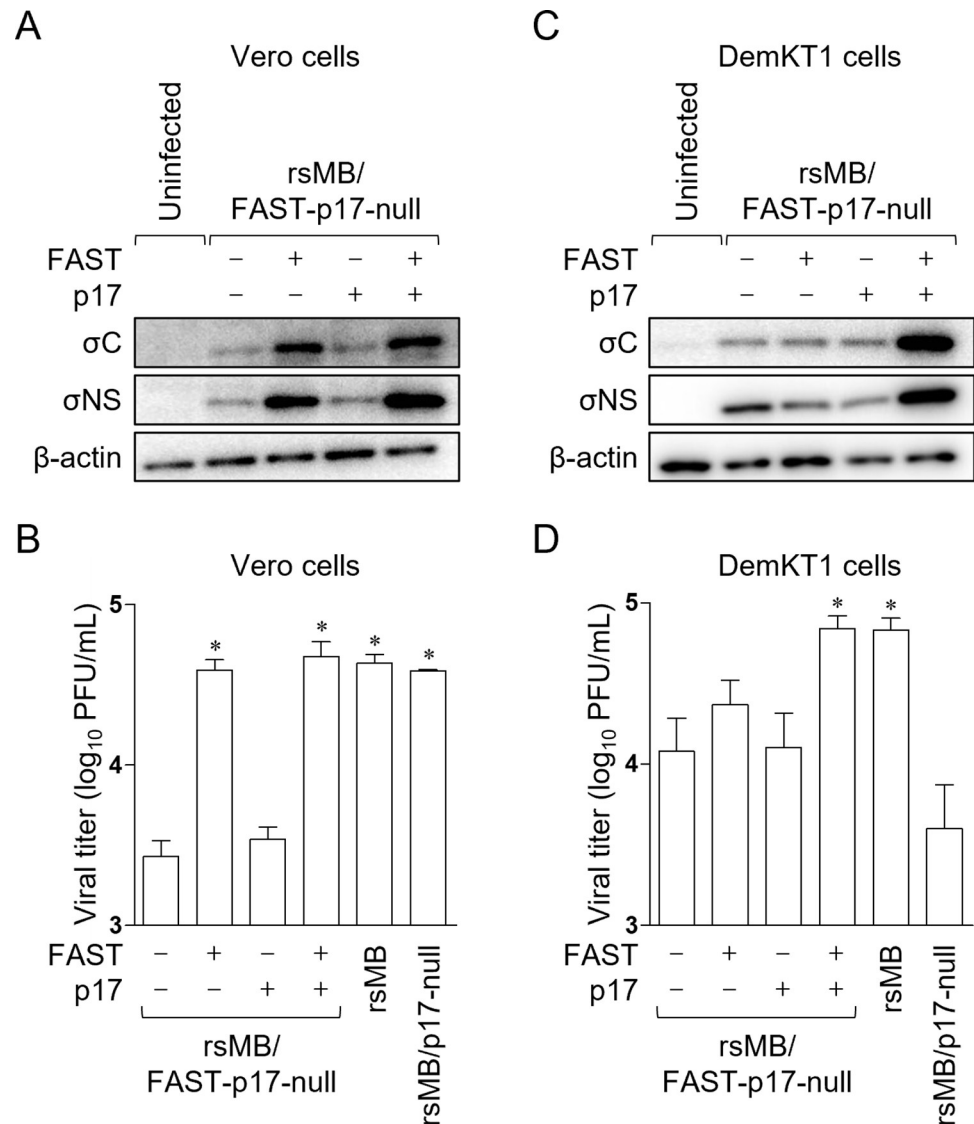 A
Vero cells
Uninfected
rsMB/
FAST-p17-null
FAST – + – +
p17 – – + +
σC
σNS
β-actin
B
Vero cells
Viral titer (log₁₀ PFU/mL)
5
4
3
* * * *
FAST – + – +
p17 – – + +
rsMB/
FAST-p17-null
rsMB
rsMB/p17-null
C
DemKT1 cells
Uninfected
rsMB/
FAST-p17-null
FAST – + – +
p17 – – + +
σC
σNS
β-actin
D
DemKT1 cells
Viral titer (log₁₀ PFU/mL)
5
4
3
* *
FAST – + – +
p17 – – + +
rsMB/
FAST-p17-null
rsMB
rsMB/p17-null